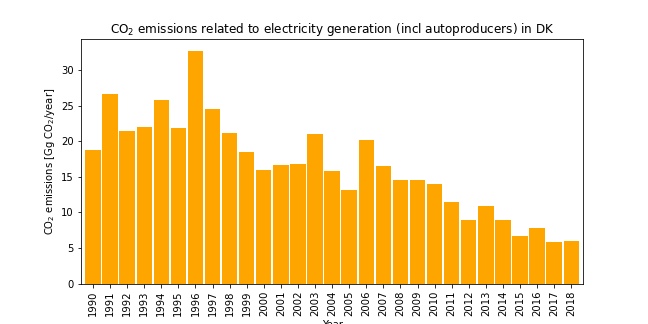 CO₂ emissions related to electricity generation (incl autoproducers) in DK
CO₂ emissions [Gg CO₂/year]
30
25
20
15
10
5
0
1990 1991 1992 1993 1994 1995 1996 1997 1998 1999 2000 2001 2002 2003 2004 2005 2006 2007 2008 2009 2010 2011 2012 2013 2014 2015 2016 2017 2018
Year